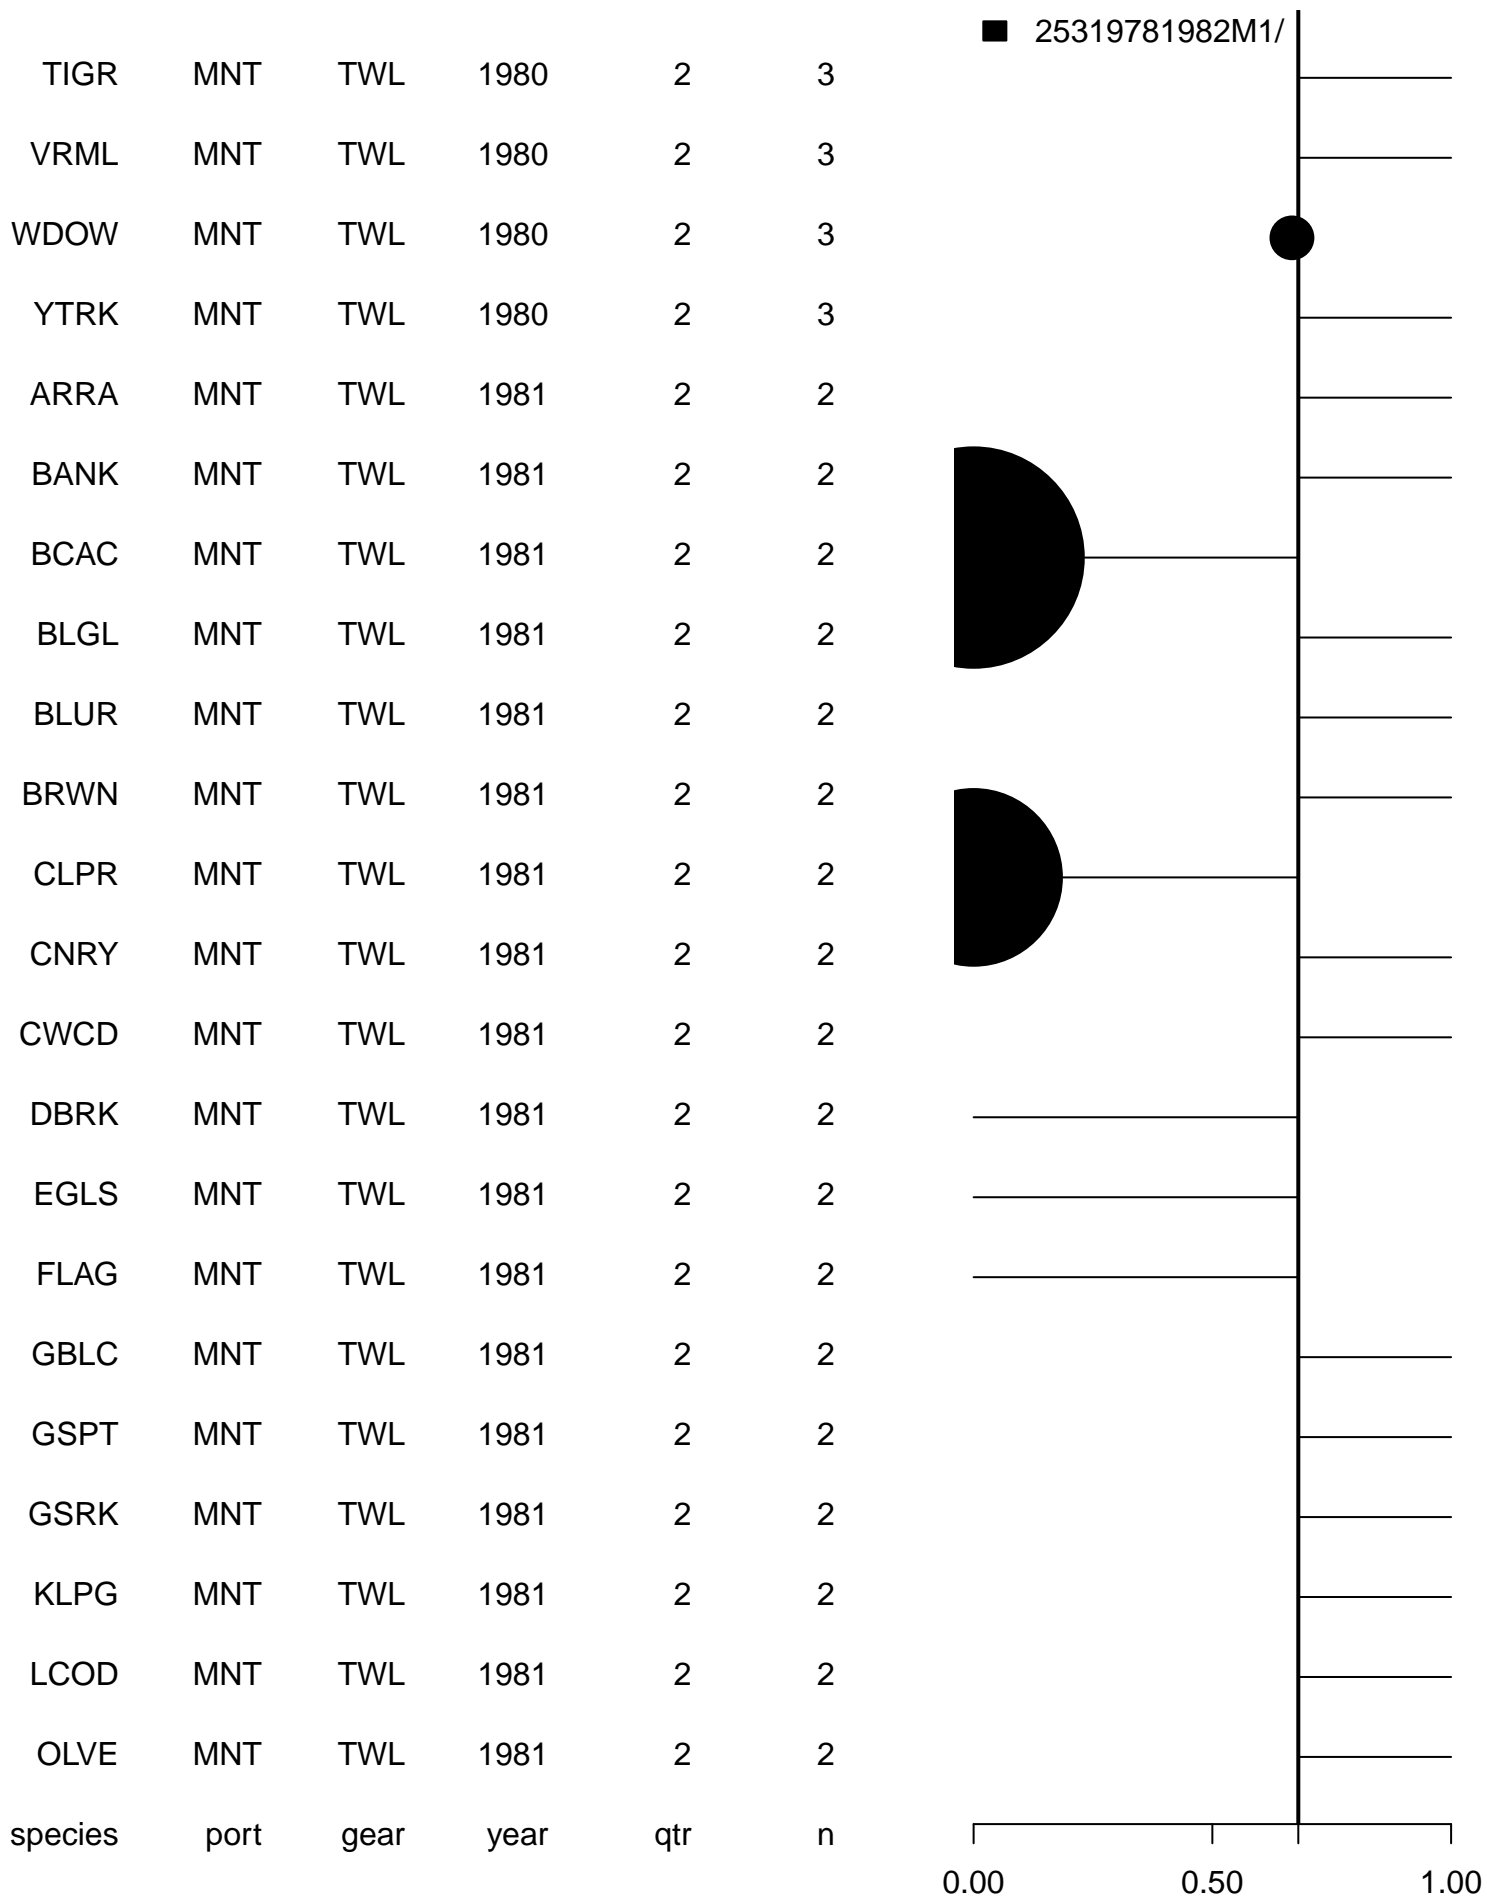 25319781982M1/
TIGR MNT TWL 1980 2 3
VRML MNT TWL 1980 2 3
WDOW MNT TWL 1980 2 3
YTRK MNT TWL 1980 2 3
ARRA MNT TWL 1981 2 2
BANK MNT TWL 1981 2 2
BCAC MNT TWL 1981 2 2
BLGL MNT TWL 1981 2 2
BLUR MNT TWL 1981 2 2
BRWN MNT TWL 1981 2 2
CLPR MNT TWL 1981 2 2
CNRY MNT TWL 1981 2 2
CWCD MNT TWL 1981 2 2
DBRK MNT TWL 1981 2 2
EGLS MNT TWL 1981 2 2
FLAG MNT TWL 1981 2 2
GBLC MNT TWL 1981 2 2
GSPT MNT TWL 1981 2 2
GSRK MNT TWL 1981 2 2
KLPG MNT TWL 1981 2 2
LCOD MNT TWL 1981 2 2
OLVE MNT TWL 1981 2 2
species port gear year qtr n
0.00 0.50 1.00